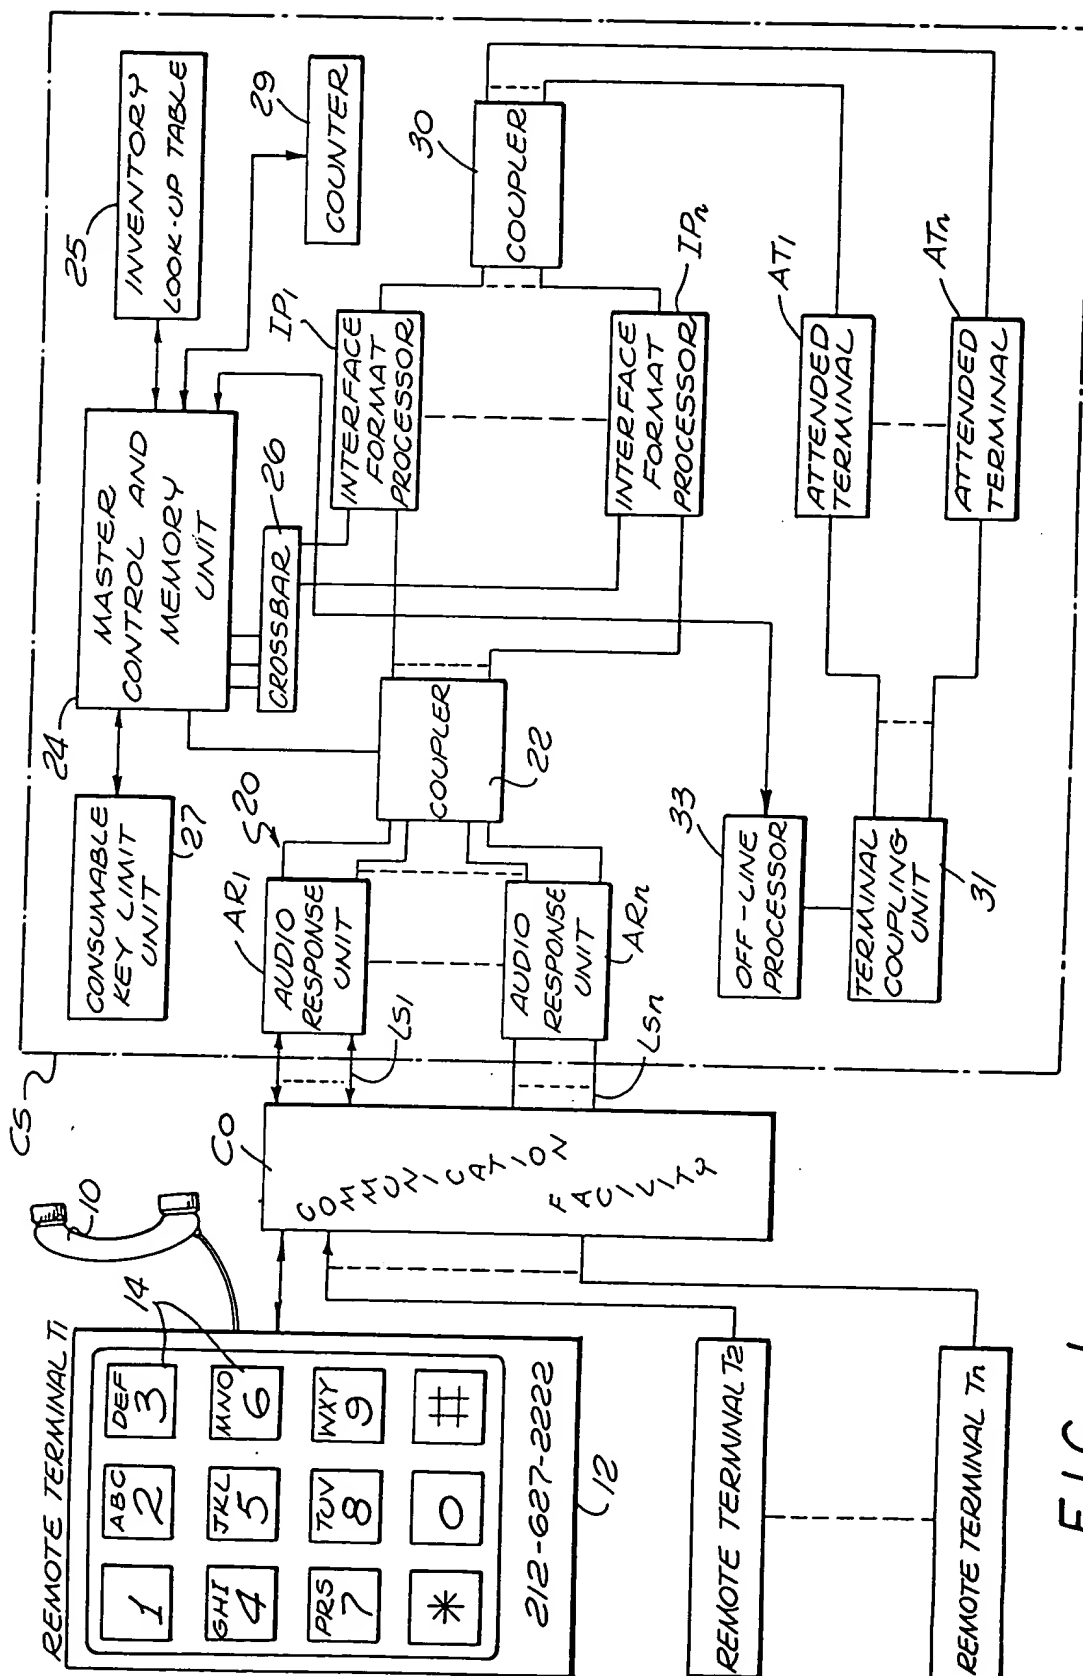 REMOTE TERMINAL T1
1
ABC
2
DEF
3
14
GHI
4
JKL
5
MNO
6
PRS
7
TUV
8
WXY
9
*
0
#
212-627-2222
12
10
REMOTE TERMINAL T2
REMOTE TERMINAL Tn
CO
COMMUNICATION
FACILITY
CS
LS1
LSn
AR1
AUDIO
RESPONSE
UNIT
20
AUDIO
RESPONSE
UNIT
ARn
CONSUMABLE
KEY LIMIT
UNIT
27
24
MASTER
CONTROL AND
MEMORY
UNIT
25
INVENTORY
LOOK-UP TABLE
29
COUNTER
CROSSBAR
26
COUPLER
22
IP1
INTERFACE
FORMAT
PROCESSOR
INTERFACE
FORMAT
PROCESSOR
IPn
30
COUPLER
33
OFF-LINE
PROCESSOR
TERMINAL
COUPLING
UNIT
31
AT1
ATTENDED
TERMINAL
ATn
ATTENDED
TERMINAL